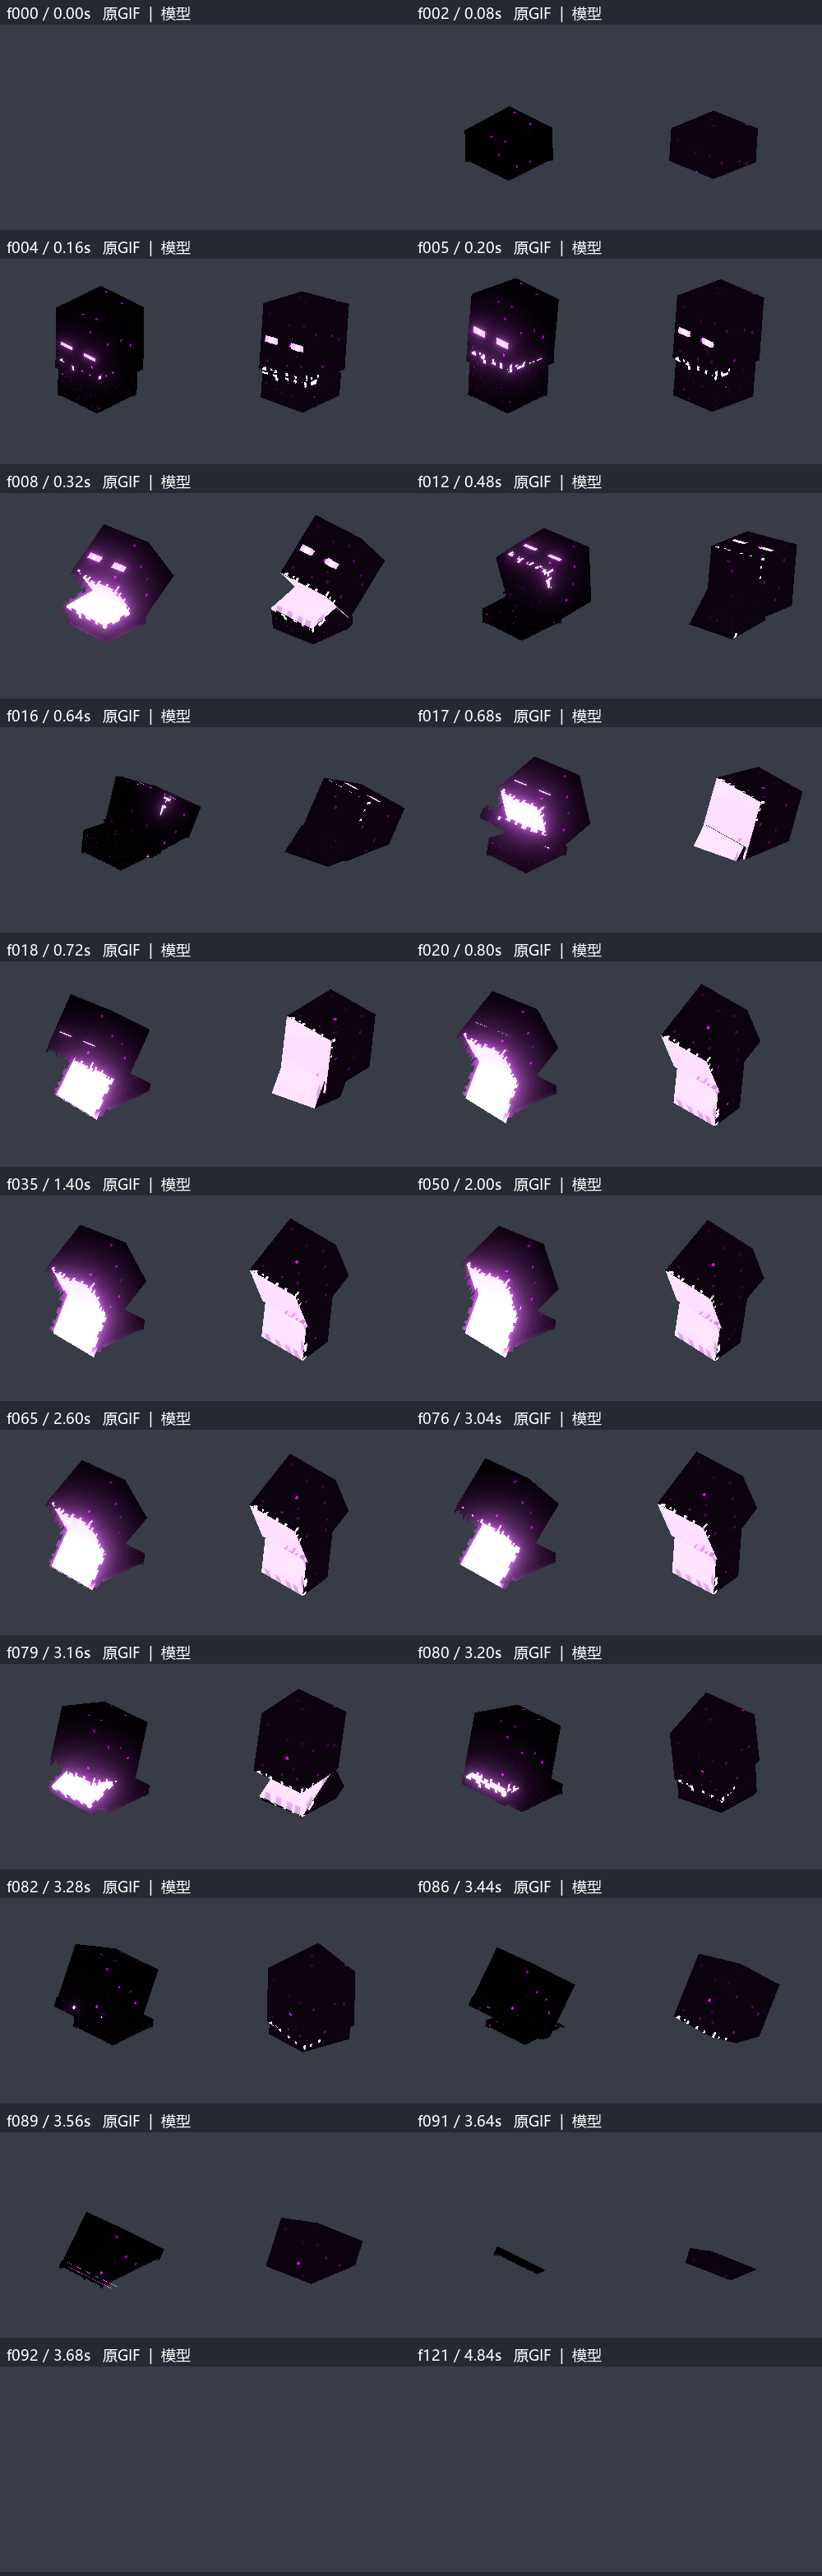 f000 / 0.00s 原GIF | 模型
f002 / 0.08s 原GIF | 模型
f004 / 0.16s 原GIF | 模型
f005 / 0.20s 原GIF | 模型
f008 / 0.32s 原GIF | 模型
f012 / 0.48s 原GIF | 模型
f016 / 0.64s 原GIF | 模型
f017 / 0.68s 原GIF | 模型
f018 / 0.72s 原GIF | 模型
f020 / 0.80s 原GIF | 模型
f035 / 1.40s 原GIF | 模型
f050 / 2.00s 原GIF | 模型
f065 / 2.60s 原GIF | 模型
f076 / 3.04s 原GIF | 模型
f079 / 3.16s 原GIF | 模型
f080 / 3.20s 原GIF | 模型
f082 / 3.28s 原GIF | 模型
f086 / 3.44s 原GIF | 模型
f089 / 3.56s 原GIF | 模型
f091 / 3.64s 原GIF | 模型
f092 / 3.68s 原GIF | 模型
f121 / 4.84s 原GIF | 模型